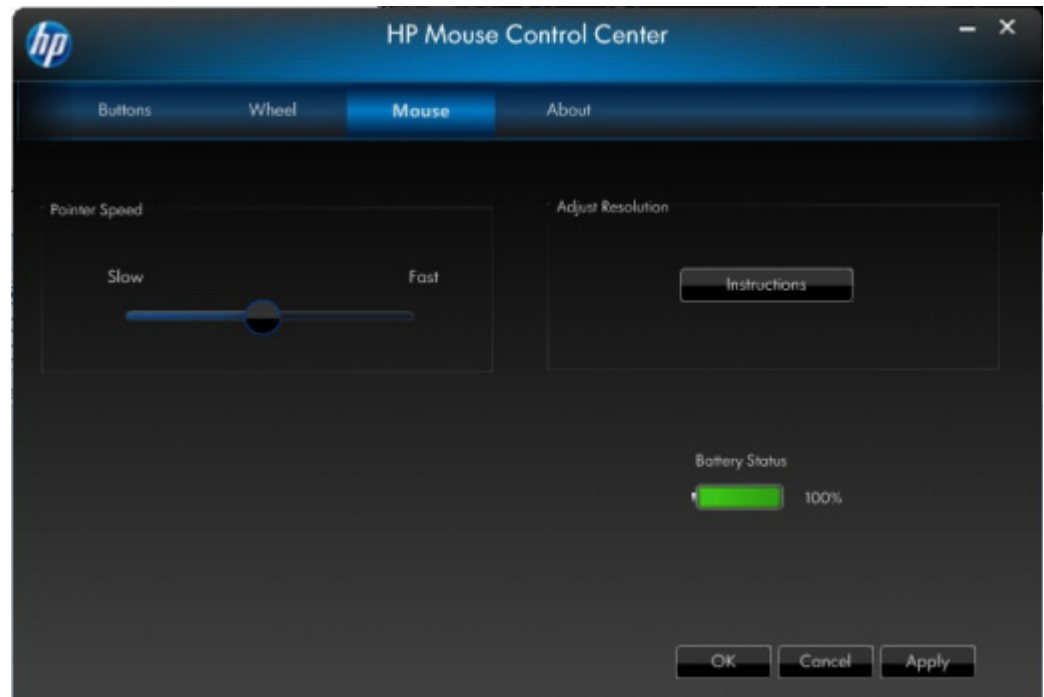 hp
HP Mouse Control Center
Buttons Wheel Mouse About
Pointer Speed
Slow Fast
Adjust Resolution
Instructions
Battery Status
100%
OK Cancel Apply